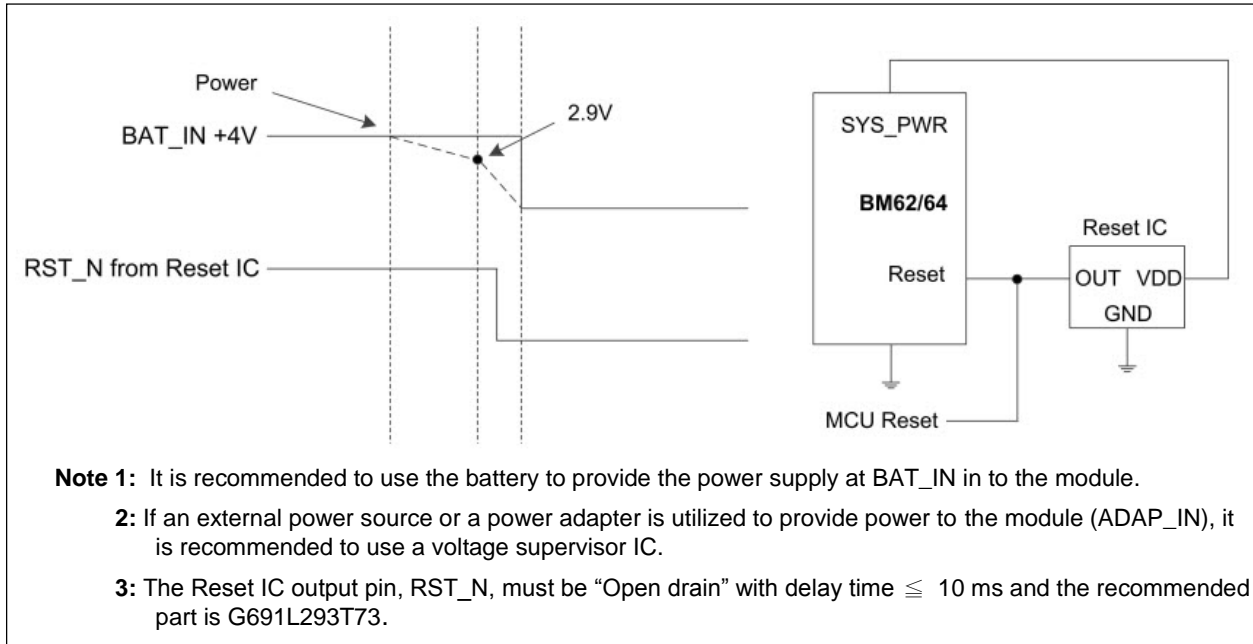 Power
BAT_IN +4V
2.9V
RST_N from Reset IC
SYS_PWR
BM62/64
Reset
Reset IC
OUT VDD
GND
MCU Reset
Note 1: It is recommended to use the battery to provide the power supply at BAT_IN in to the module.
2: If an external power source or a power adapter is utilized to provide power to the module (ADAP_IN), it
is recommended to use a voltage supervisor IC.
3: The Reset IC output pin, RST_N, must be “Open drain” with delay time ≦ 10 ms and the recommended
part is G691L293T73.